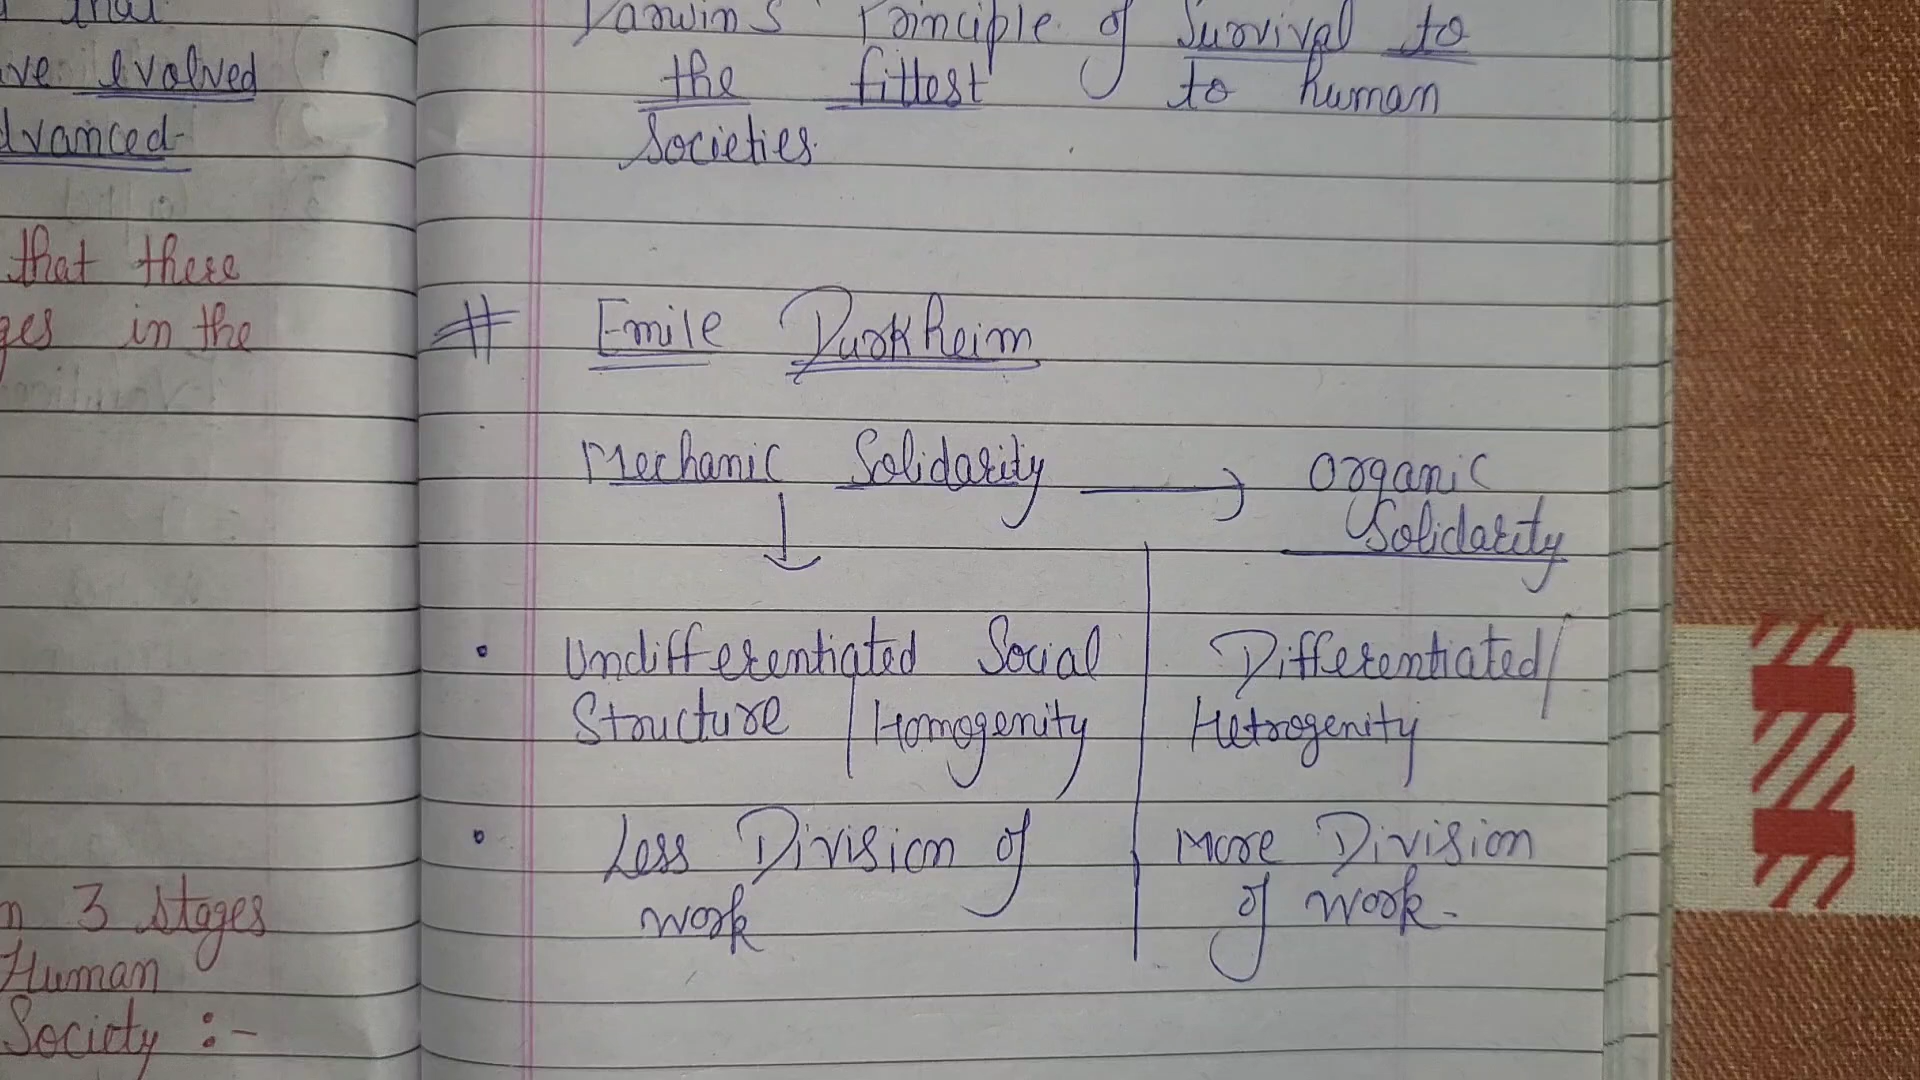 that
ve evolved
dvanced
that there
ges in the
n 3 stages
Human
Society :-
Darwin's Principle of Survival to
the fittest to human
Societies.
# Emile Durkheim
Mechanic Solidarity → Organic
Solidarity
↓
• Undifferentiated Social Differentiated/
Structure / Homogenity Hetrogenity
• Less Division of More Division
work of work.